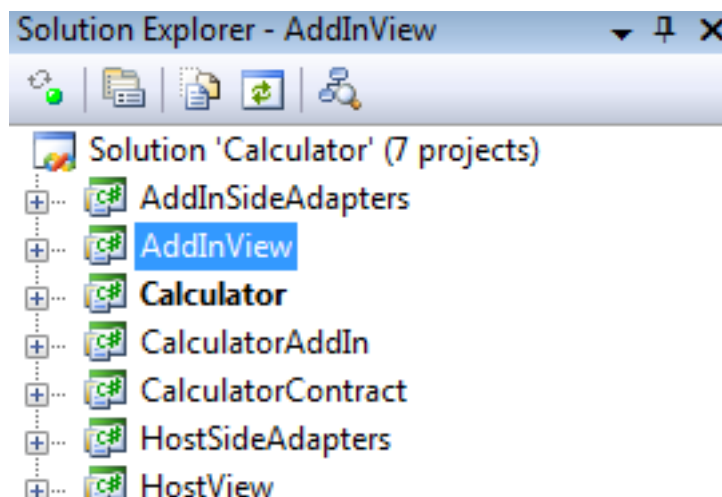 Solution Explorer - AddInView
Solution 'Calculator' (7 projects)
AddInSideAdapters
AddInView
Calculator
CalculatorAddIn
CalculatorContract
HostSideAdapters
HostView